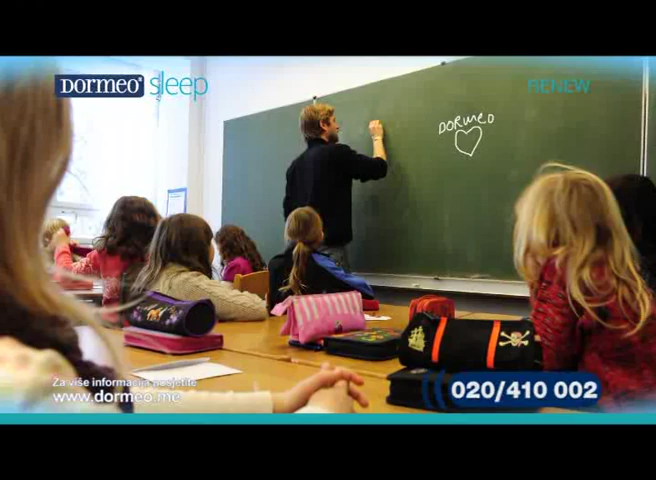 DORMEO® sleep
RENEW
DORMEO
Za više informacija posjetite
www.dormeo.me
020/410 002